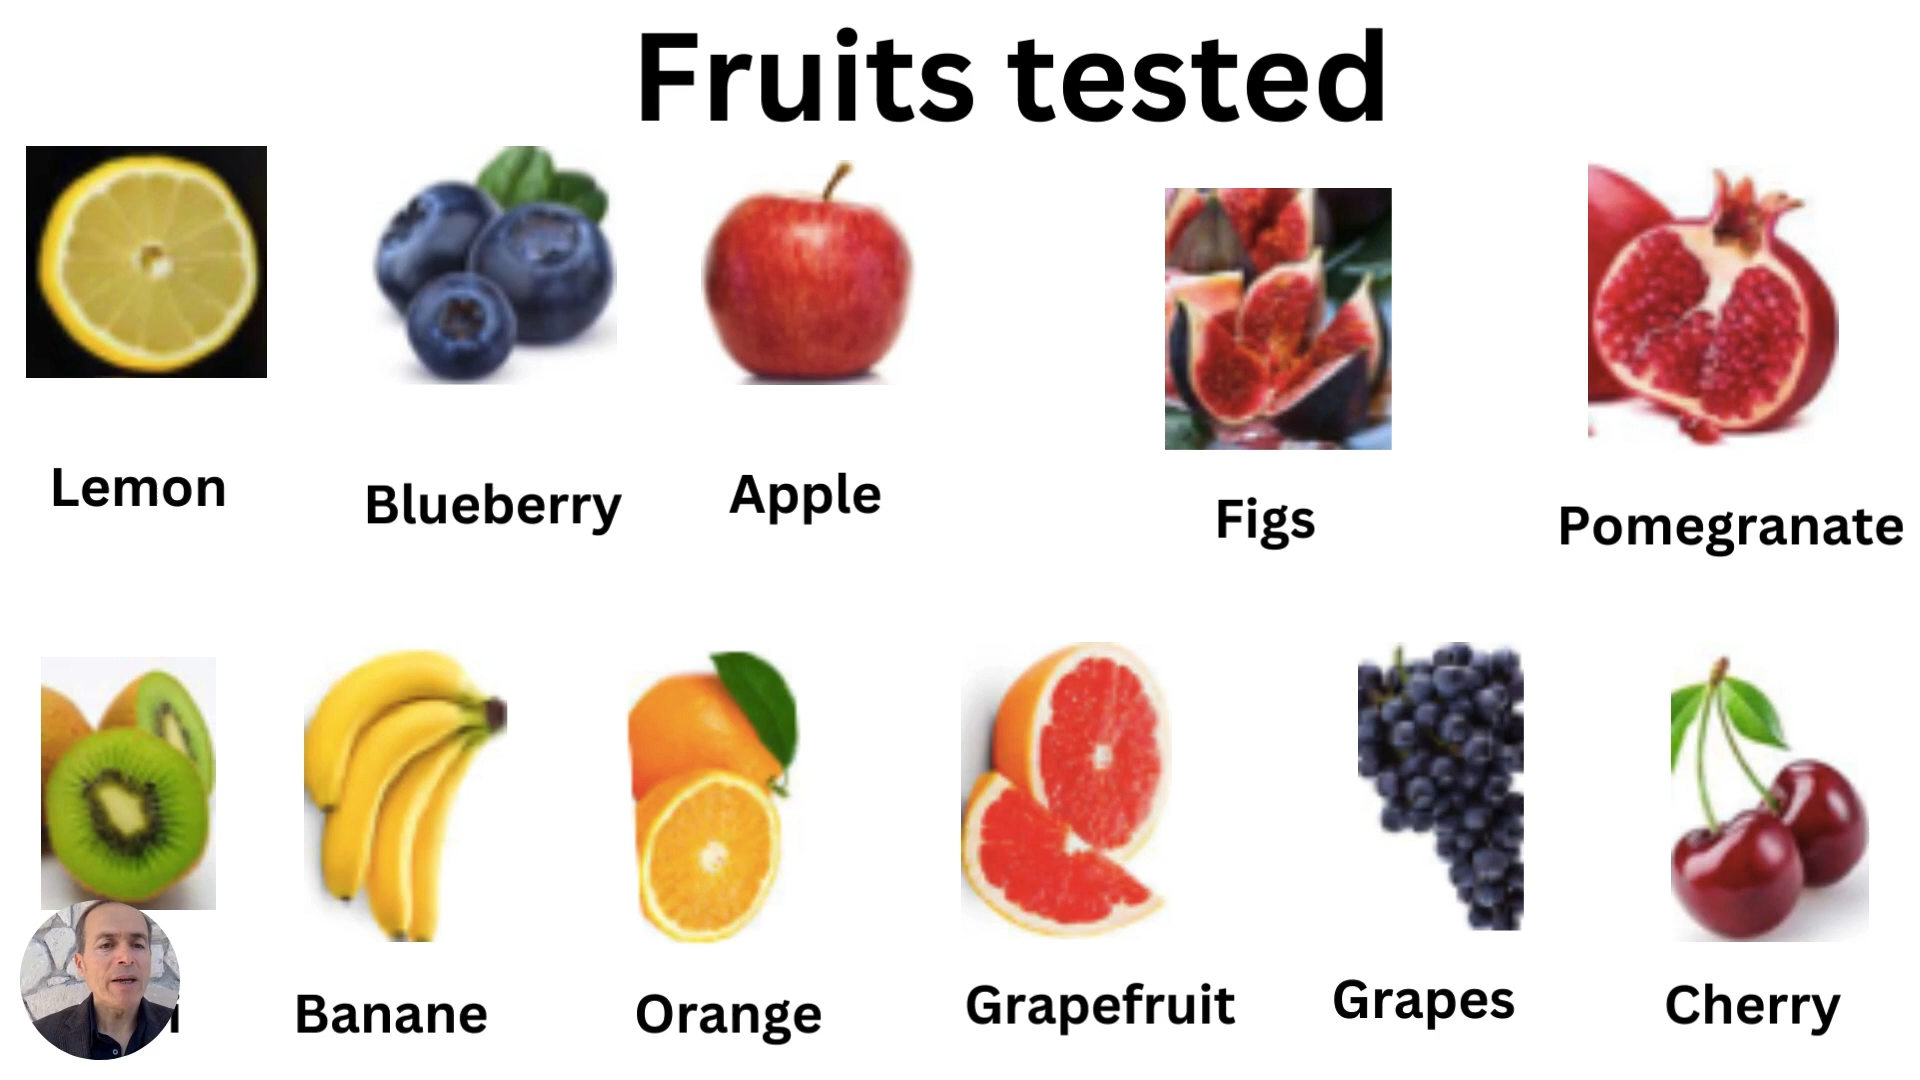 Fruits tested
Lemon
Blueberry
Apple
Figs
Pomegranate
Banane
Orange
Grapefruit
Grapes
Cherry